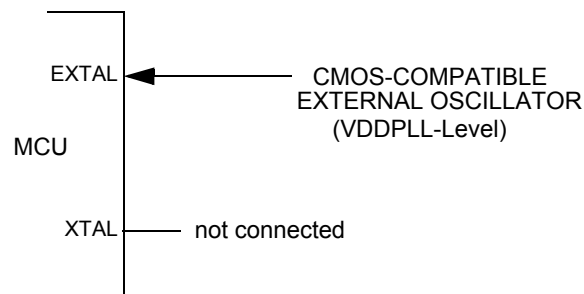 EXTAL
CMOS-COMPATIBLE
EXTERNAL OSCILLATOR
(VDDPLL-Level)
MCU
XTAL
not connected